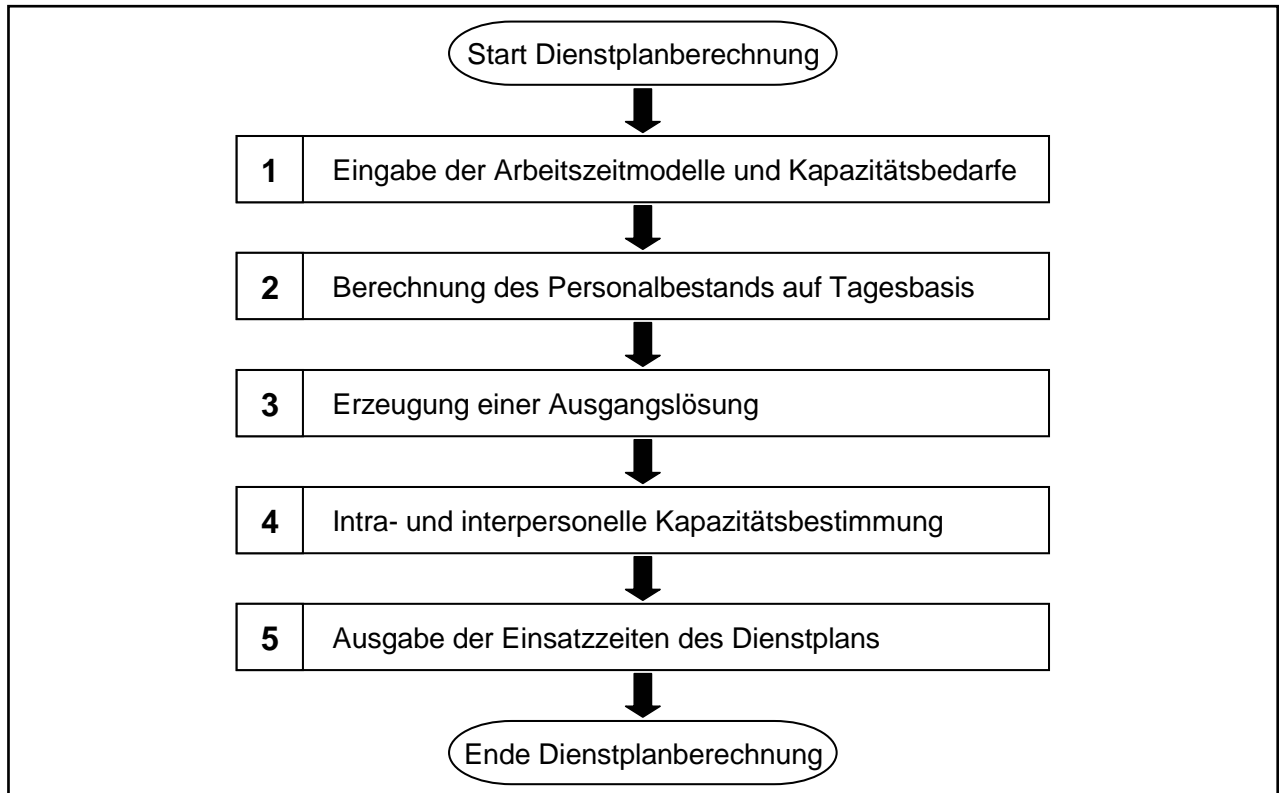 Start Dienstplanberechnung
1 Eingabe der Arbeitszeitmodelle und Kapazitätsbedarfe
2 Berechnung des Personalbestands auf Tagesbasis
3 Erzeugung einer Ausgangslösung
4 Intra- und interpersonelle Kapazitätsbestimmung
5 Ausgabe der Einsatzzeiten des Dienstplans
Ende Dienstplanberechnung